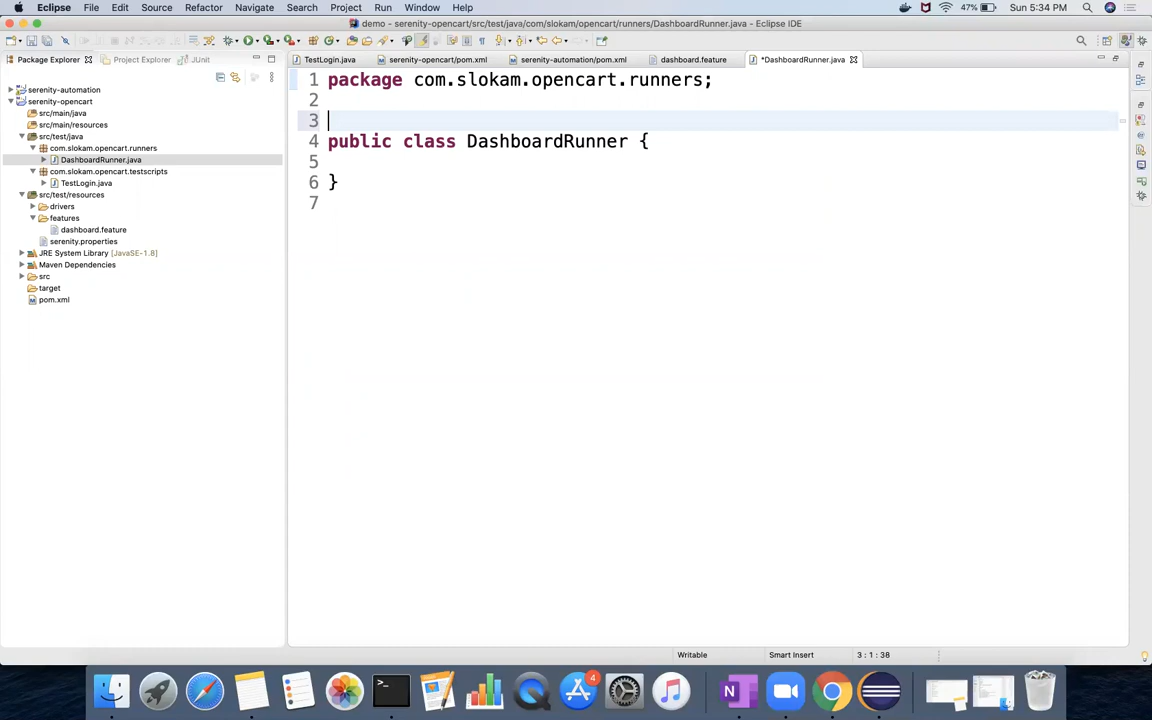 Eclipse File Edit Source Refactor Navigate Search Project Run Window Help 47% Sun 5:34 PM
demo - serenity-opencart/src/test/java/com/slokam/opencart/runners/DashboardRunner.java - Eclipse IDE
Package Explorer Project Explorer JUnit
TestLogin.java serenity-opencart/pom.xml serenity-automation/pom.xml dashboard.feature *DashboardRunner.java
serenity-automation
serenity-opencart
src/main/java
src/main/resources
src/test/java
com.slokam.opencart.runners
DashboardRunner.java
com.slokam.opencart.testscripts
TestLogin.java
src/test/resources
drivers
features
dashboard.feature
serenity.properties
JRE System Library [JavaSE-1.8]
Maven Dependencies
src
target
pom.xml
1 package com.slokam.opencart.runners;
2
3
4 public class DashboardRunner {
5
6 }
7
Writable Smart Insert 3 : 1 : 38
4